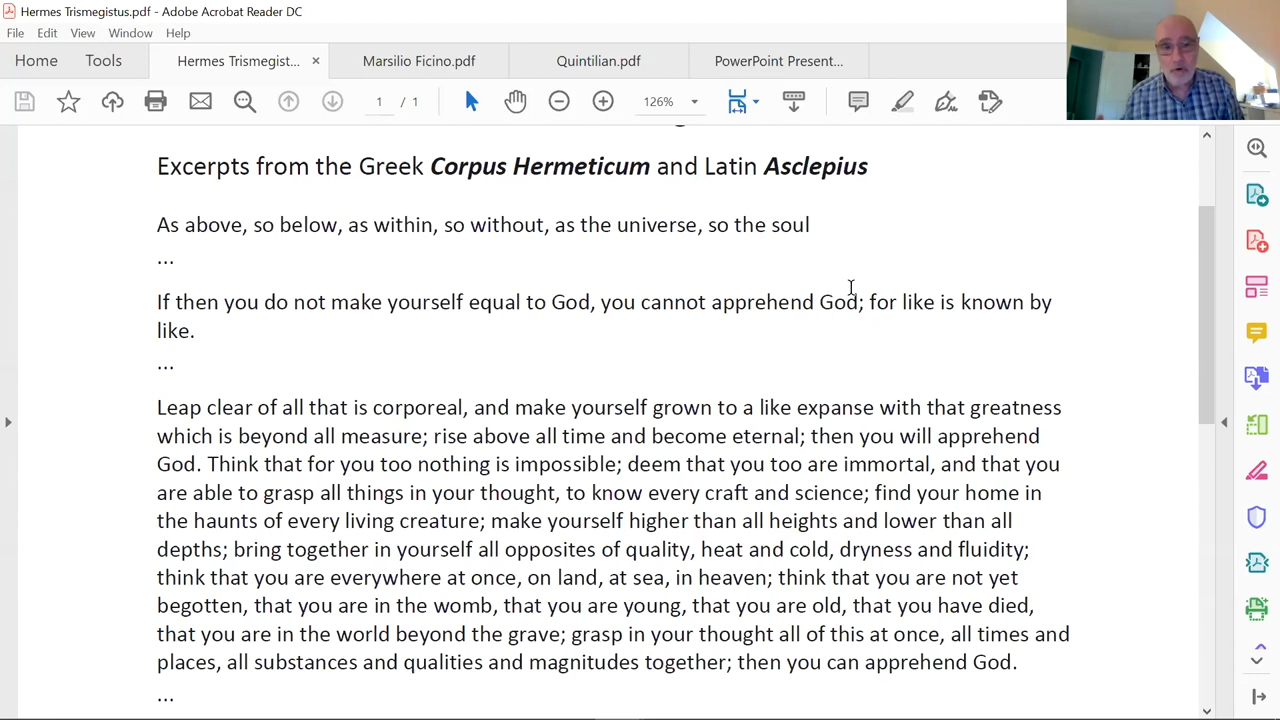 Hermes Trismegistus.pdf - Adobe Acrobat Reader DC
File Edit View Window Help
Home Tools Hermes Trismegist... × Marsilio Ficino.pdf Quintilian.pdf PowerPoint Present...
1 / 1 126%
Excerpts from the Greek Corpus Hermeticum and Latin Asclepius
As above, so below, as within, so without, as the universe, so the soul
...
If then you do not make yourself equal to God, you cannot apprehend God; for like is known by
like.
...
Leap clear of all that is corporeal, and make yourself grown to a like expanse with that greatness
which is beyond all measure; rise above all time and become eternal; then you will apprehend
God. Think that for you too nothing is impossible; deem that you too are immortal, and that you
are able to grasp all things in your thought, to know every craft and science; find your home in
the haunts of every living creature; make yourself higher than all heights and lower than all
depths; bring together in yourself all opposites of quality, heat and cold, dryness and fluidity;
think that you are everywhere at once, on land, at sea, in heaven; think that you are not yet
begotten, that you are in the womb, that you are young, that you are old, that you have died,
that you are in the world beyond the grave; grasp in your thought all of this at once, all times and
places, all substances and qualities and magnitudes together; then you can apprehend God.
...